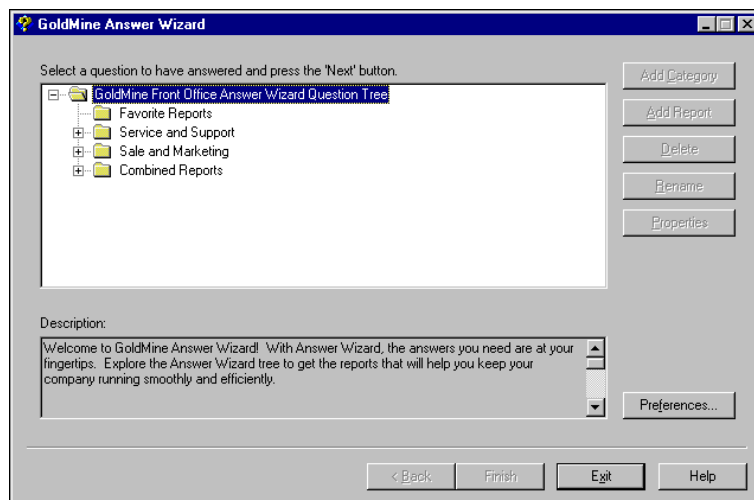 GoldMine Answer Wizard
Select a question to have answered and press the 'Next' button.
GoldMine Front Office Answer Wizard Question Tree
Favorite Reports
Service and Support
Sale and Marketing
Combined Reports
Add Category
Add Report
Delete
Rename
Properties
Description:
Welcome to GoldMine Answer Wizard!  With Answer Wizard, the answers you need are at your
fingertips.  Explore the Answer Wizard tree to get the reports that will help you keep your
company running smoothly and efficiently.
Preferences...
< Back
Finish
Exit
Help